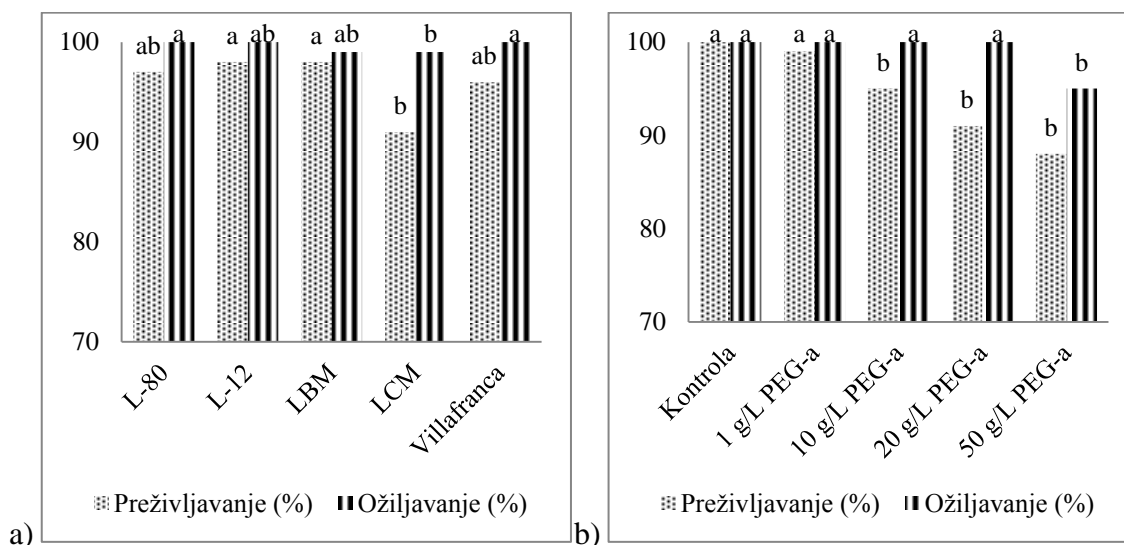 100
90
80
70
ab a a ab a ab b b ab a
L-80
L-12
LBM
LCM
Villafranca
Preživljavanje (%) Ožiljavanje (%)
a)
100
90
80
70
a a a a b a b a b b
Kontrola
1 g/L PEG-a
10 g/L PEG-a
20 g/L PEG-a
50 g/L PEG-a
Preživljavanje (%) Ožiljavanje (%)
b)